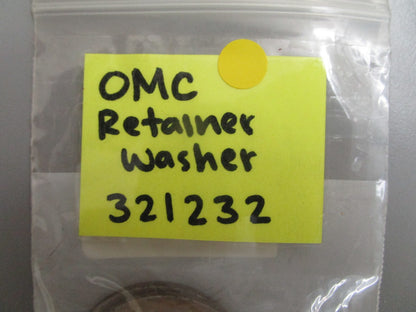 OMC
Retainer
Washer
321232